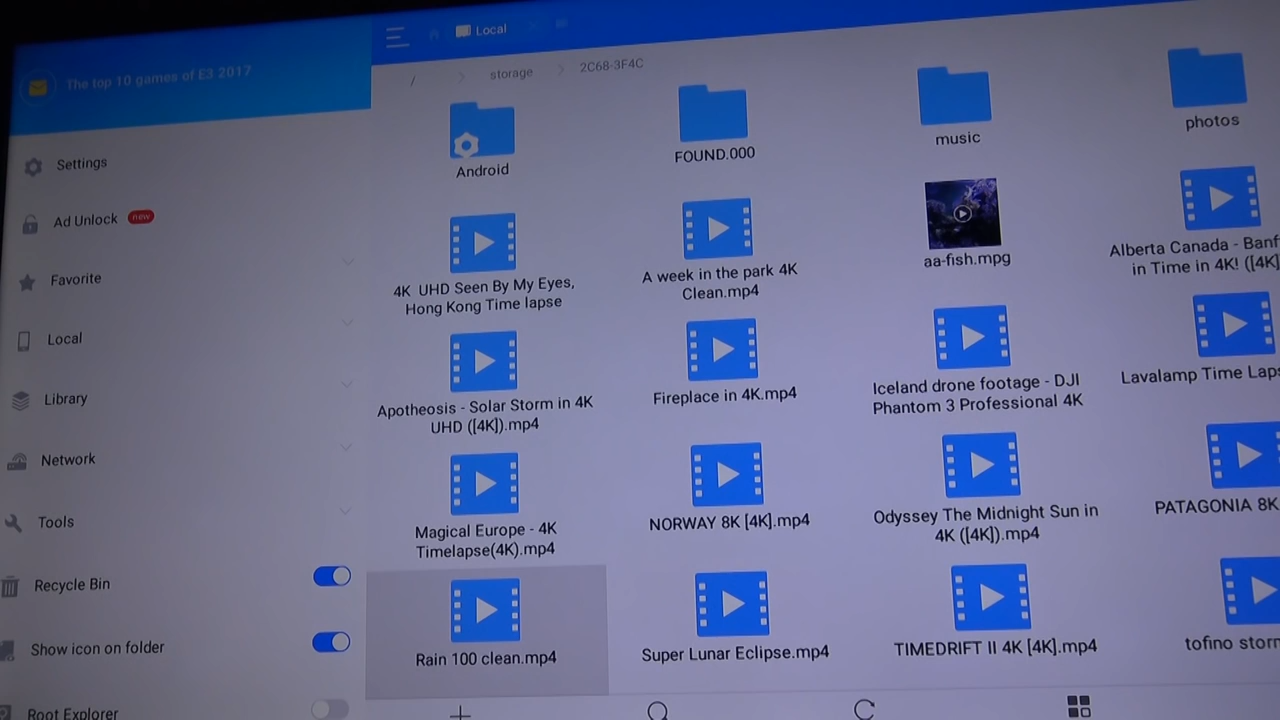 The top 10 games of E3 2017
Settings
Ad Unlock new
Favorite
Local
Library
Network
Tools
Recycle Bin
Show icon on folder
Root Explorer
Local
/ storage 2C68-3F4C
Android
FOUND.000
music
photos
4K UHD Seen By My Eyes,
Hong Kong Time lapse
A week in the park 4K
Clean.mp4
aa-fish.mpg
Alberta Canada - Banf
in Time in 4K! ([4K]
Apotheosis - Solar Storm in 4K
UHD ([4K]).mp4
Fireplace in 4K.mp4
Iceland drone footage - DJI
Phantom 3 Professional 4K
Lavalamp Time Laps
Magical Europe - 4K
Timelapse(4K).mp4
NORWAY 8K [4K].mp4
Odyssey The Midnight Sun in
4K ([4K]).mp4
PATAGONIA 8K
Rain 100 clean.mp4
Super Lunar Eclipse.mp4
TIMEDRIFT II 4K [4K].mp4
tofino storm